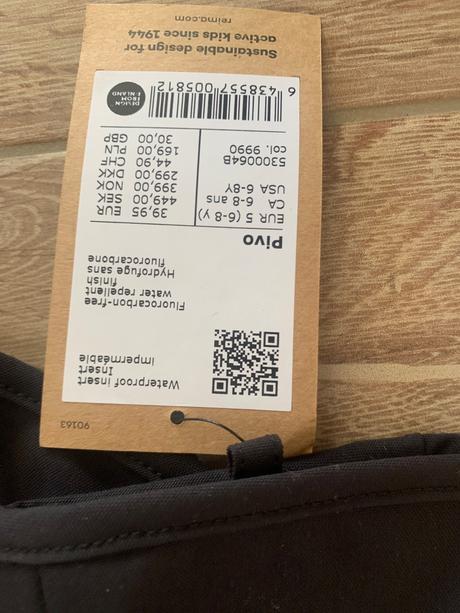 90163
Waterproof insert
Insert
imperméable
Fluorocarbon-free
water repellent
finish
Hydrofuge sans
fluorocarbone
Pivo
EUR 5 (6-8 y)
CA 6-8 ans
USA 6-8Y
5300064B
col. 9990
39,95 EUR
449,00 SEK
399,00 NOK
299,00 DKK
44,90 CHF
169,00 PLN
30,00 GBP
6 438557 005812
DESIGN
FROM
FINLAND
Sustainable design for
active kids since 1944
reima.com